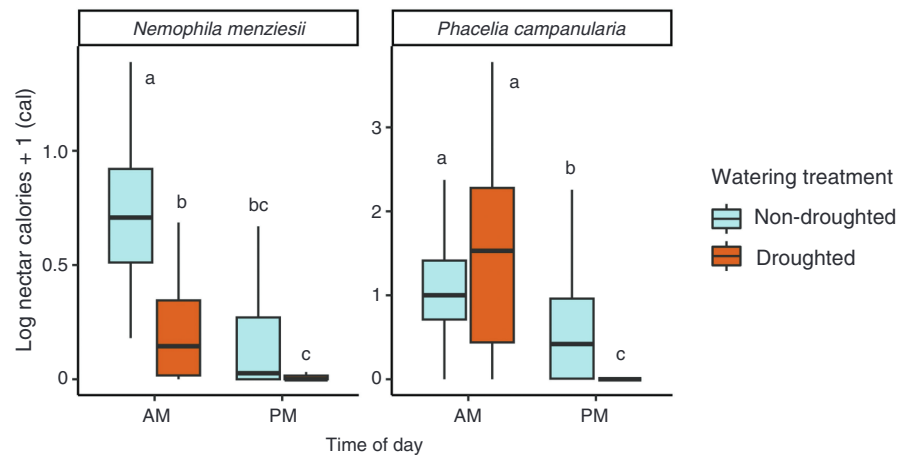 Nemophila menziesii
Phacelia campanularia
Log nectar calories + 1 (cal)
1.0
0.5
0
a
b
bc
c
AM
PM
3
2
1
0
a
a
b
c
AM
PM
Time of day
Watering treatment
Non-droughted
Droughted